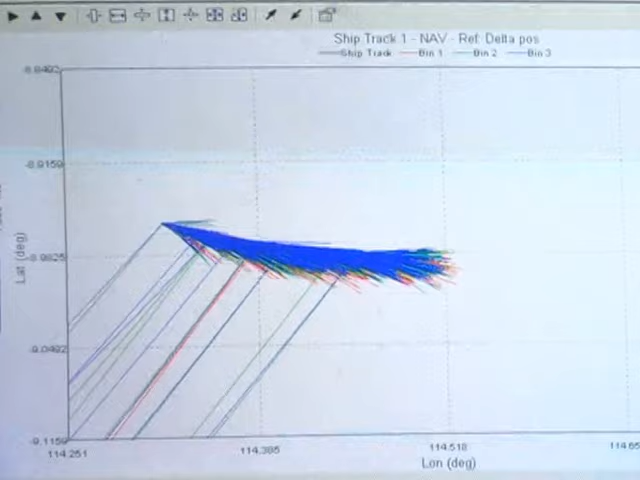 Ship Track 1 - NAV - Ref: Delta pos
Ship Track Bin 1 Bin 2 Bin 3
-8.8492
-8.9159
-8.9825
-9.0492
-9.1159
114.251 114.385 114.518 114.65
Lat (deg)
Lon (deg)